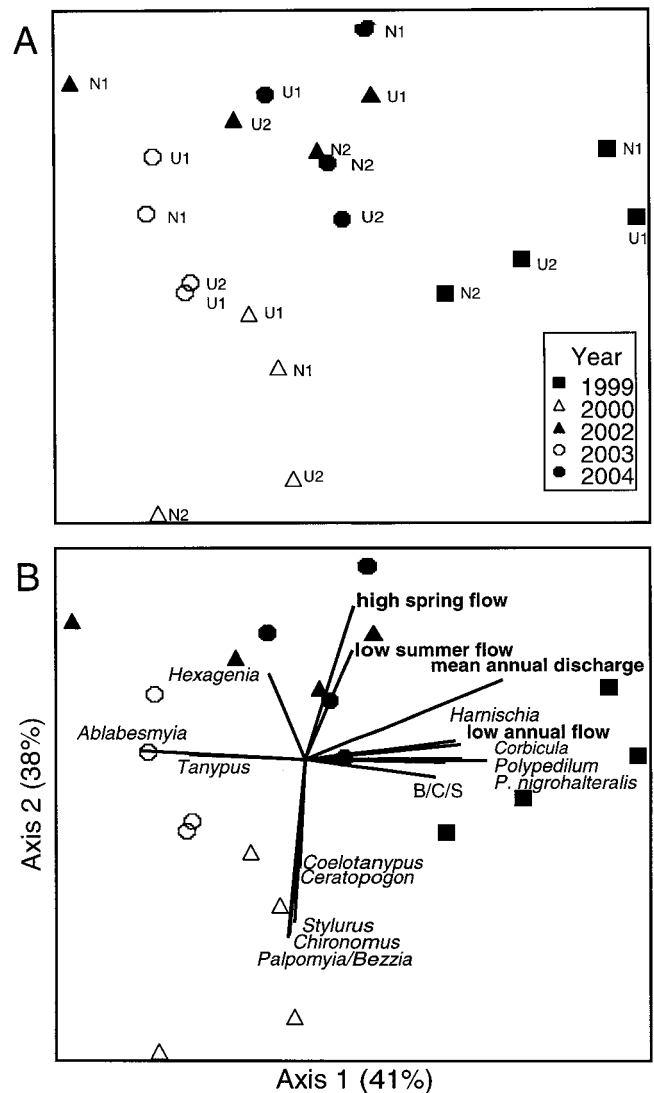 A
N1
N1
U1
U1
U2
N2
N2
N1
U1
N1
U2
U1
U2
N2
U2
U1
U1
N1
U2
N2
Year
1999
2000
2002
2003
2004
B
high spring flow
low summer flow
mean annual discharge
Hexagenia
Harnischia
low annual flow
Ablabesmyia
Corbicula
Tanypus
Polypedilum
P. nigrohalteralis
B/C/S
Coelotanypus
Ceratopogon
Stylurus
Chironomus
Palpomyia/Bezzia
Axis 2 (38%)
Axis 1 (41%)